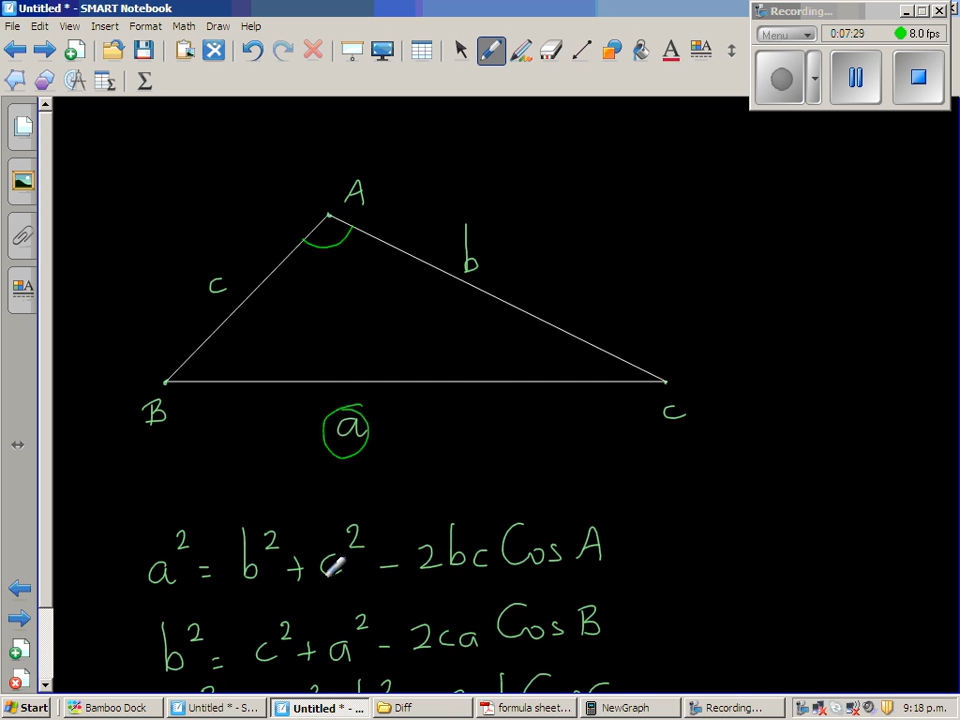 Untitled * - SMART Notebook
Recording...
File Edit View Insert Format Math Draw Help
Menu 0:07:29 8.0 fps
A
c
b
B
a
C
a² = b² + c² - 2bc Cos A
b² = c² + a² - 2ca Cos B
Start Bamboo Dock Untitled * - S... Untitled * - ... Diff formula sheet... NewGraph Recording... 9:18 p.m.